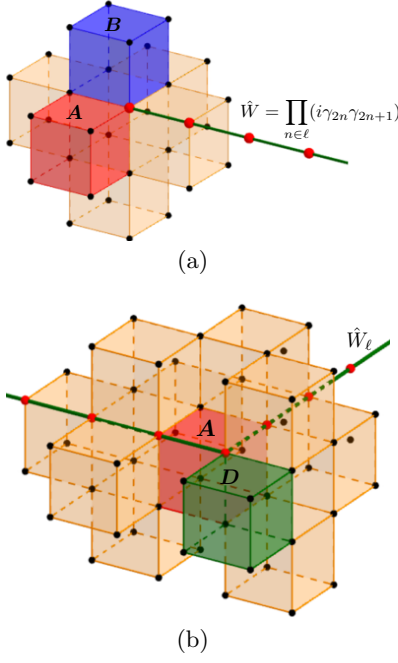 B
A
Ŵ = ∏_{n∈ℓ} (iγ_{2n}γ_{2n+1})
(a)
Ŵ_ℓ
A
D
(b)